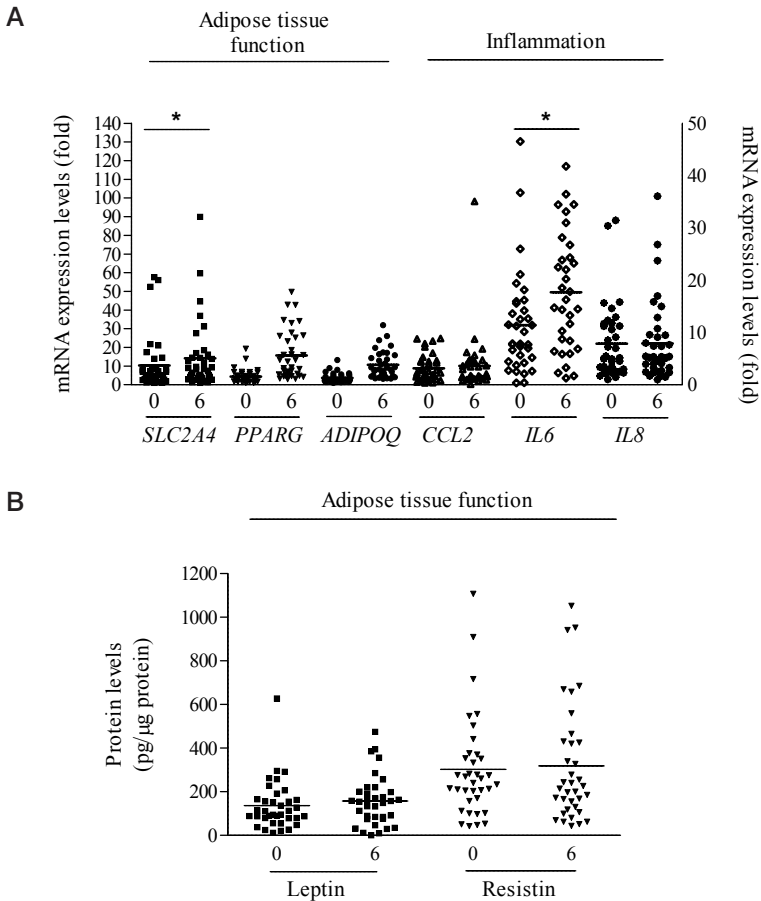 A
Adipose tissue
function
Inflammation
*
*
mRNA expression levels (fold)
140
130
120
110
100
90
80
70
60
50
40
30
20
10
0
50
40
30
20
10
0
mRNA expression levels (fold)
0 6 0 6 0 6 0 6 0 6 0 6
SLC2A4 PPARG ADIPOQ CCL2 IL6 IL8
B
Adipose tissue function
Protein levels
(pg/µg protein)
1200
1000
800
600
400
200
0
0 6 0 6
Leptin Resistin